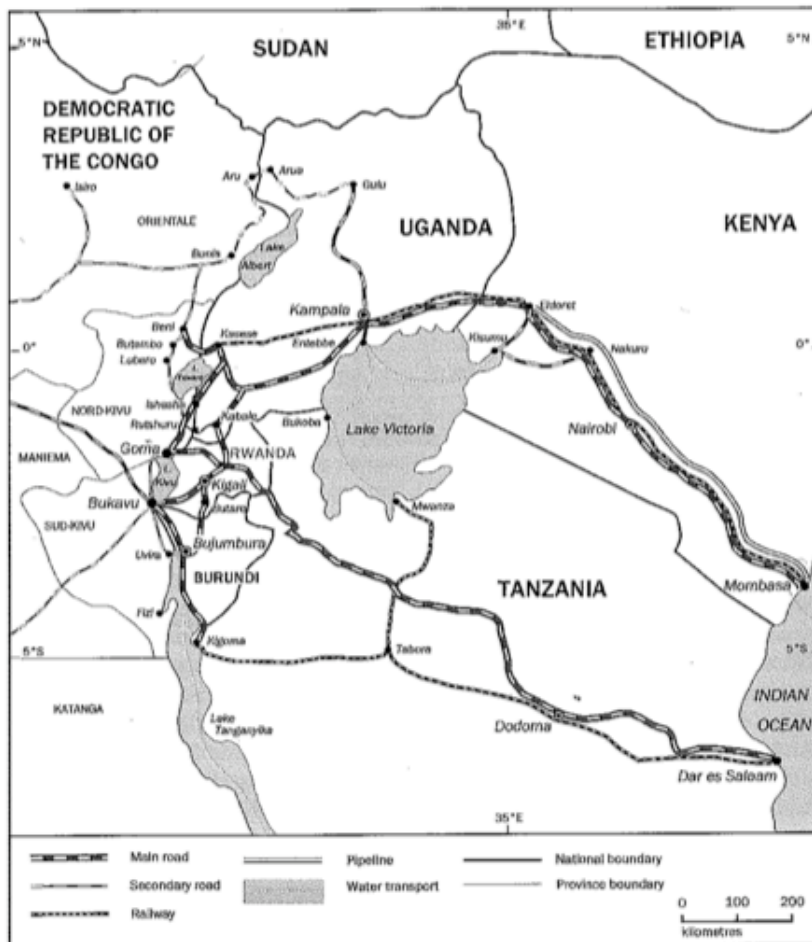 35°E
5°N
SUDAN
ETHIOPIA
5°N
DEMOCRATIC
REPUBLIC OF
THE CONGO
Aru
Arua
Isiro
Gulu
UGANDA
ORIENTALE
KENYA
Bunia
Lake
Albert
Kampala
Eldoret
Beni
Butembo
Kasese
Entebbe
Kisumu
0°
Lubero
Nakuru
0°
L.
Ishasha
NORD-KIVU
Rutshuru
Kabale
Bukoba
Lake Victoria
Nairobi
Goma
RWANDA
MANIEMA
L.
Kivu
Kigali
Bukavu
Butare
Mwanza
SUD-KIVU
Bujumbura
Uvira
BURUNDI
TANZANIA
Mombasa
Fizi
Kigoma
5°S
Tabora
5°S
KATANGA
INDIAN
OCEAN
Lake
Tanganyika
Dodoma
Dar es Salaam
35°E
Main road
Pipeline
National boundary
Secondary road
Water transport
Province boundary
Railway
0 100 200
kilometres